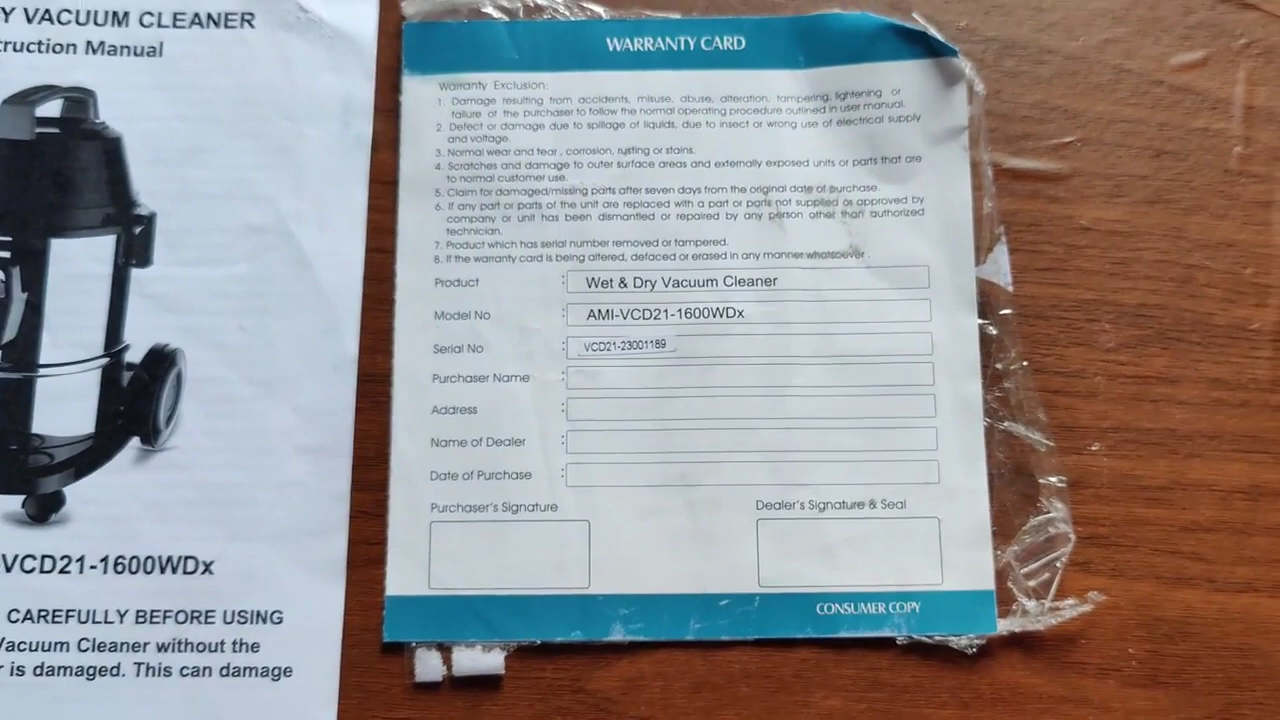 Y VACUUM CLEANER
truction Manual
VCD21-1600WDx
CAREFULLY BEFORE USING
Vacuum Cleaner without the
r is damaged. This can damage
WARRANTY CARD
Warranty Exclusion:
1. Damage resulting from accidents, misuse, abuse, alteration, tampering, lightening or
failure of the purchaser to follow the normal operating procedure outlined in user manual.
2. Defect or damage due to spillage of liquids, due to insect or wrong use of electrical supply
and voltage.
3. Normal wear and tear, corrosion, rusting or stains.
4. Scratches and damage to outer surface areas and externally exposed units or parts that are
to normal customer use.
5. Claim for damaged/missing parts after seven days from the original date of purchase.
6. If any part or parts of the unit are replaced with a part or parts not supplied or approved by
company or unit has been dismantled or repaired by any person other than authorized
technician.
7. Product which has serial number removed or tampered.
8. If the warranty card is being altered, defaced or erased in any manner whatsoever .
Product : Wet & Dry Vacuum Cleaner
Model No : AMI-VCD21-1600WDx
Serial No : VCD21-23001189
Purchaser Name :
Address :
Name of Dealer :
Date of Purchase :
Purchaser's Signature Dealer's Signature & Seal
CONSUMER COPY